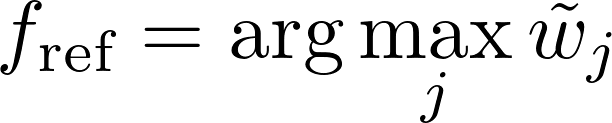 f_ref = arg max_j w̃_j